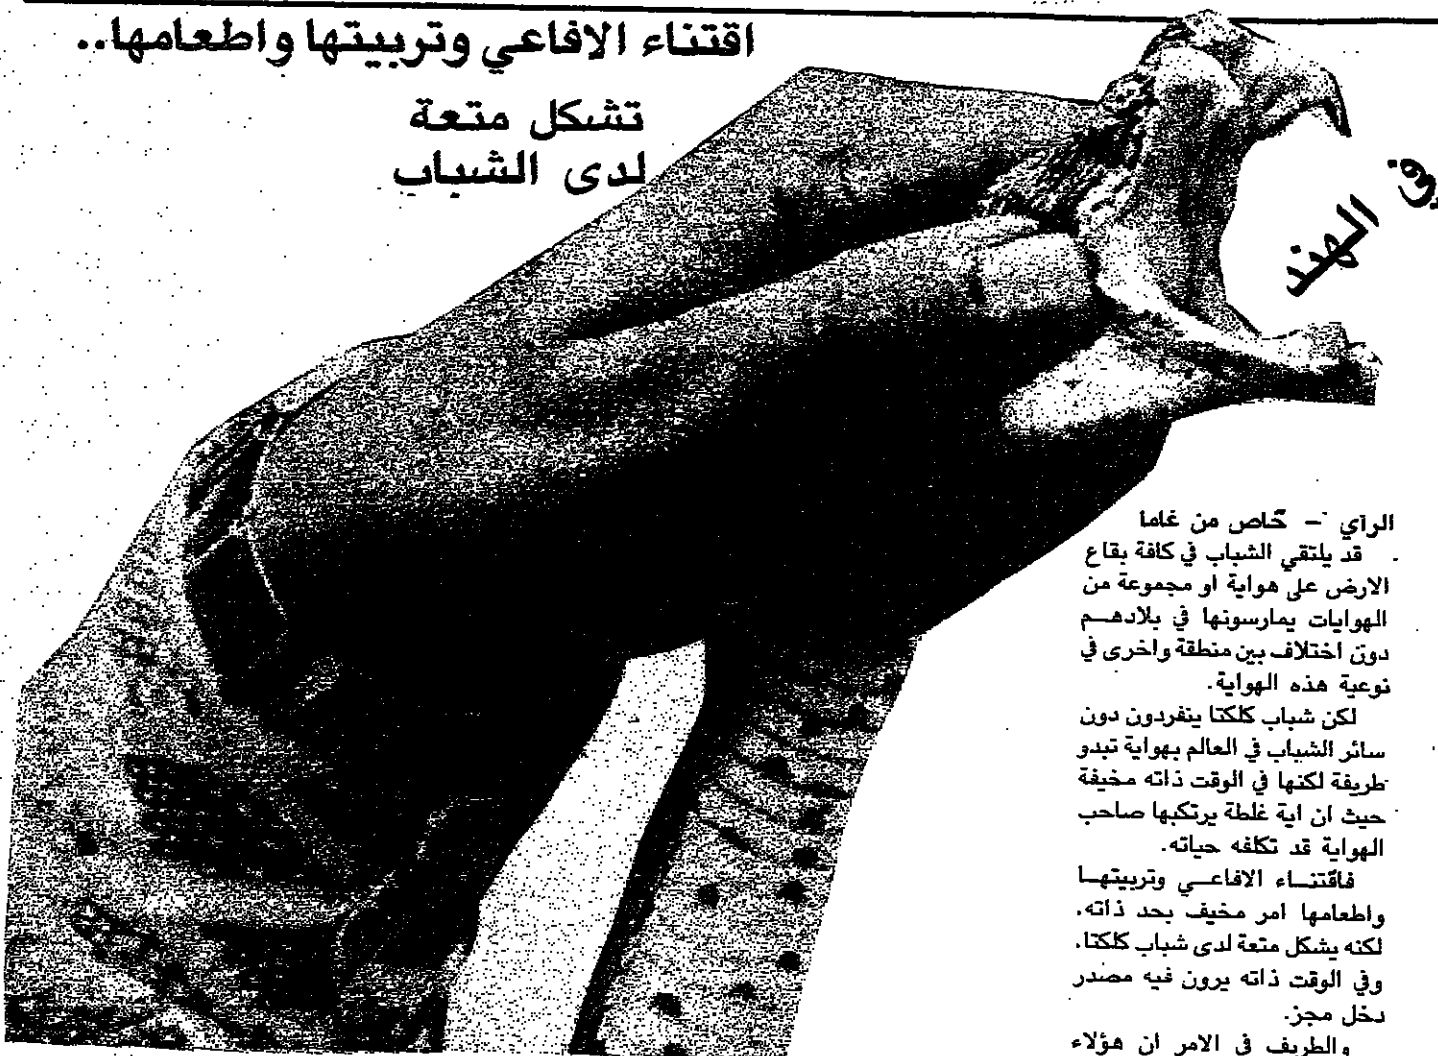 في الهند
اقتناء الافاعي وتربيتها واطعامها..
تشكل متعة
لدى الشباب
الرأي - خاص من غاما
قد يلتقي الشباب في كافة بقاع
الارض على هواية او مجموعة من
الهوايات يمارسونها في بلادهـــم
دون اختلاف بين منطقة واخرى في
نوعية هذه الهواية.
لكن شباب كلكتا ينفردون دون
سائر الشباب في العالم بهواية تبدو
طريفة لكنها في الوقت ذاته مخيفة
حيث ان اية غلطة يرتكبها صاحب
الهواية قد تكلفه حياته.
فاقتنــاء الافاعــي وتربيتهــا
واطعامها امر مخيف بحد ذاته.
لكنه يشكل متعة لدى شباب كلكتا.
وفي الوقت ذاته يرون فيه مصدر
دخل مجز.
والطريف في الامر ان هؤلاء